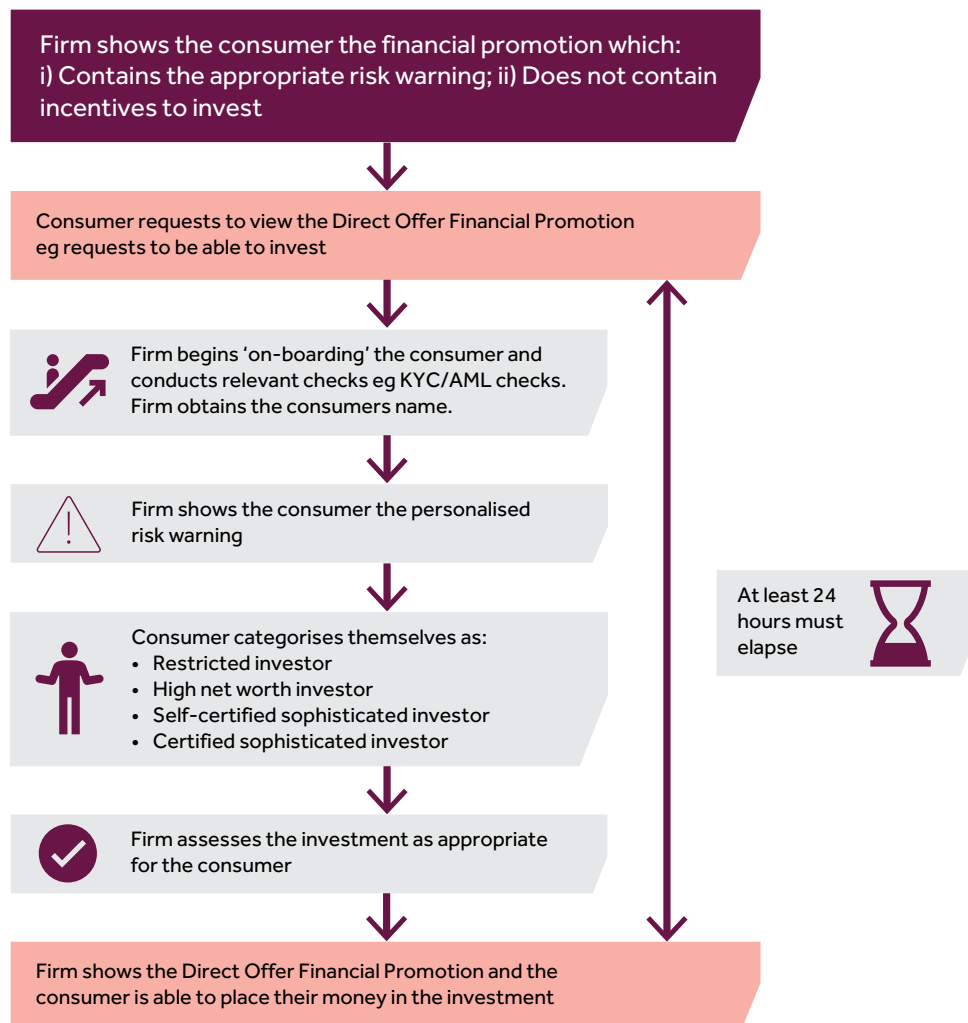 Firm shows the consumer the financial promotion which:
i) Contains the appropriate risk warning; ii) Does not contain
incentives to invest
Consumer requests to view the Direct Offer Financial Promotion
eg requests to be able to invest
Firm begins ‘on-boarding’ the consumer and
conducts relevant checks eg KYC/AML checks.
Firm obtains the consumers name.
Firm shows the consumer the personalised
risk warning
At least 24
hours must
elapse
Consumer categorises themselves as:
• Restricted investor
• High net worth investor
• Self-certified sophisticated investor
• Certified sophisticated investor
Firm assesses the investment as appropriate
for the consumer
Firm shows the Direct Offer Financial Promotion and the
consumer is able to place their money in the investment